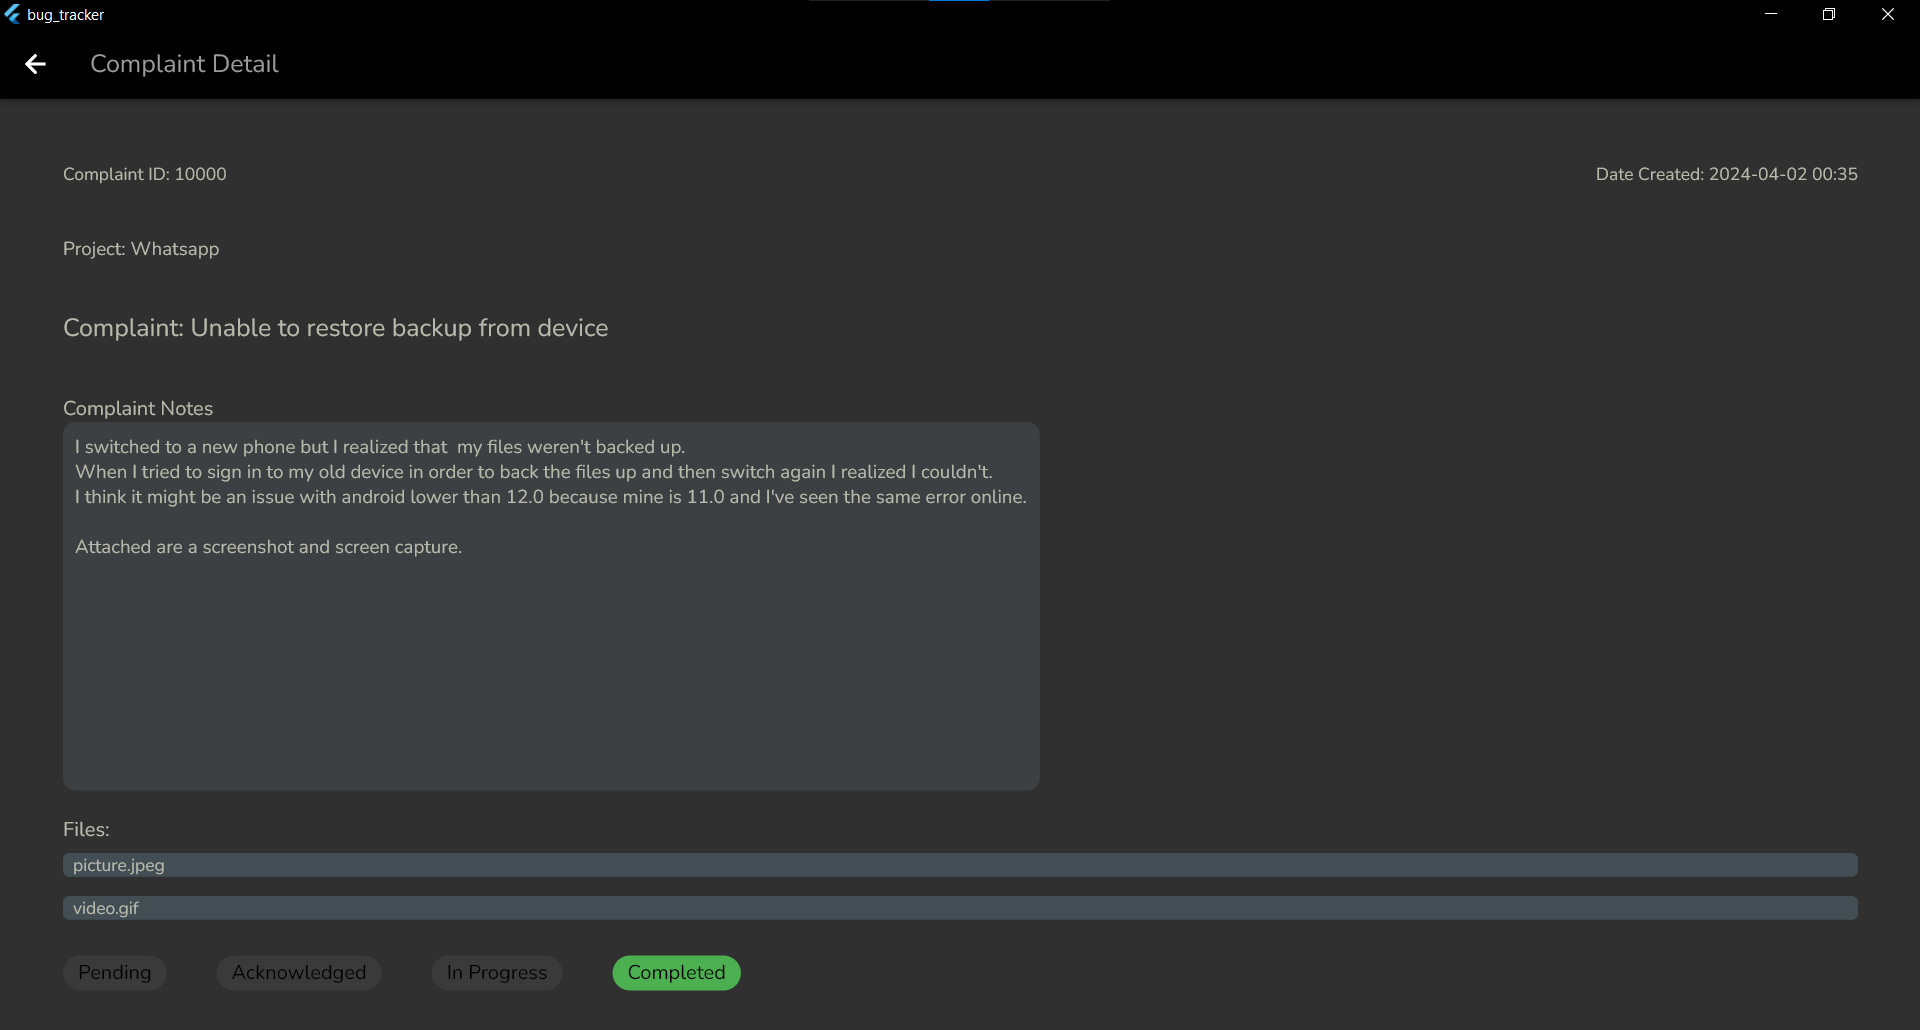 bug_tracker
Complaint Detail
Complaint ID: 10000
Date Created: 2024-04-02 00:35
Project: Whatsapp
Complaint: Unable to restore backup from device
Complaint Notes
I switched to a new phone but I realized that  my files weren't backed up.
When I tried to sign in to my old device in order to back the files up and then switch again I realized I couldn't.
I think it might be an issue with android lower than 12.0 because mine is 11.0 and I've seen the same error online.
Attached are a screenshot and screen capture.
Files:
picture.jpeg
video.gif
Pending Acknowledged In Progress Completed